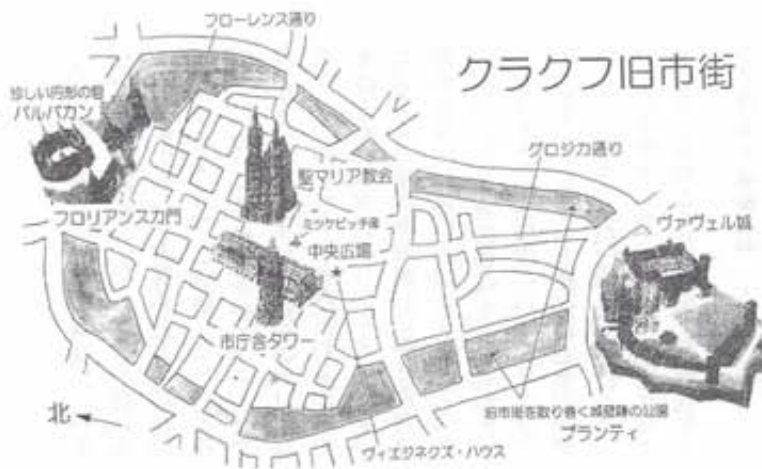 フローレンス通り
クラクフ旧市街
珍しい円形の砦
バルバカン
グロジカ通り
聖マリア教会
フロリアンスカ門
ミツケビッチ像
ヴァヴェル城
中央広場
市庁舎タワー
北
旧市街を取り巻く城壁跡の公園
プランティ
ヴィエジネクズ・ハウス